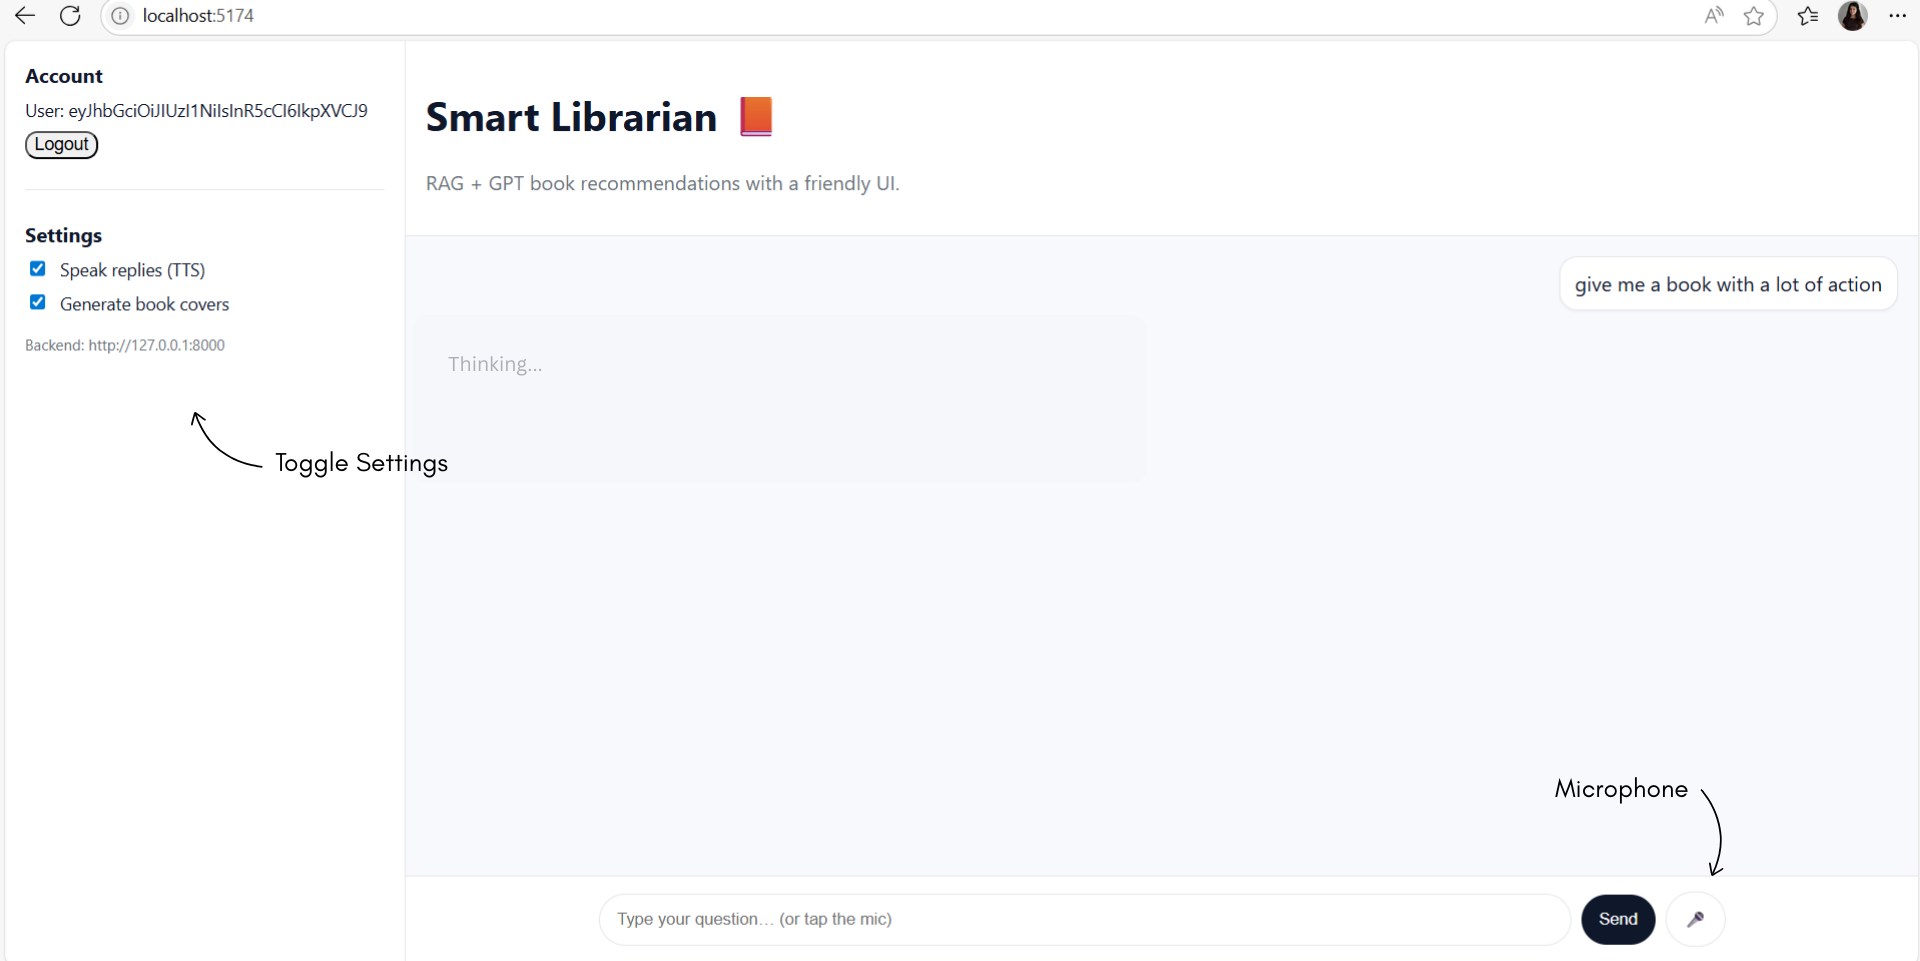 localhost:5174
Account
User: eyJhbGciOiJIUzI1NiIsInR5cCI6IkpXVCJ9
Logout
Settings
Speak replies (TTS)
Generate book covers
Backend: http://127.0.0.1:8000
Toggle Settings
Smart Librarian
RAG + GPT book recommendations with a friendly UI.
give me a book with a lot of action
Thinking...
Microphone
Type your question... (or tap the mic)
Send